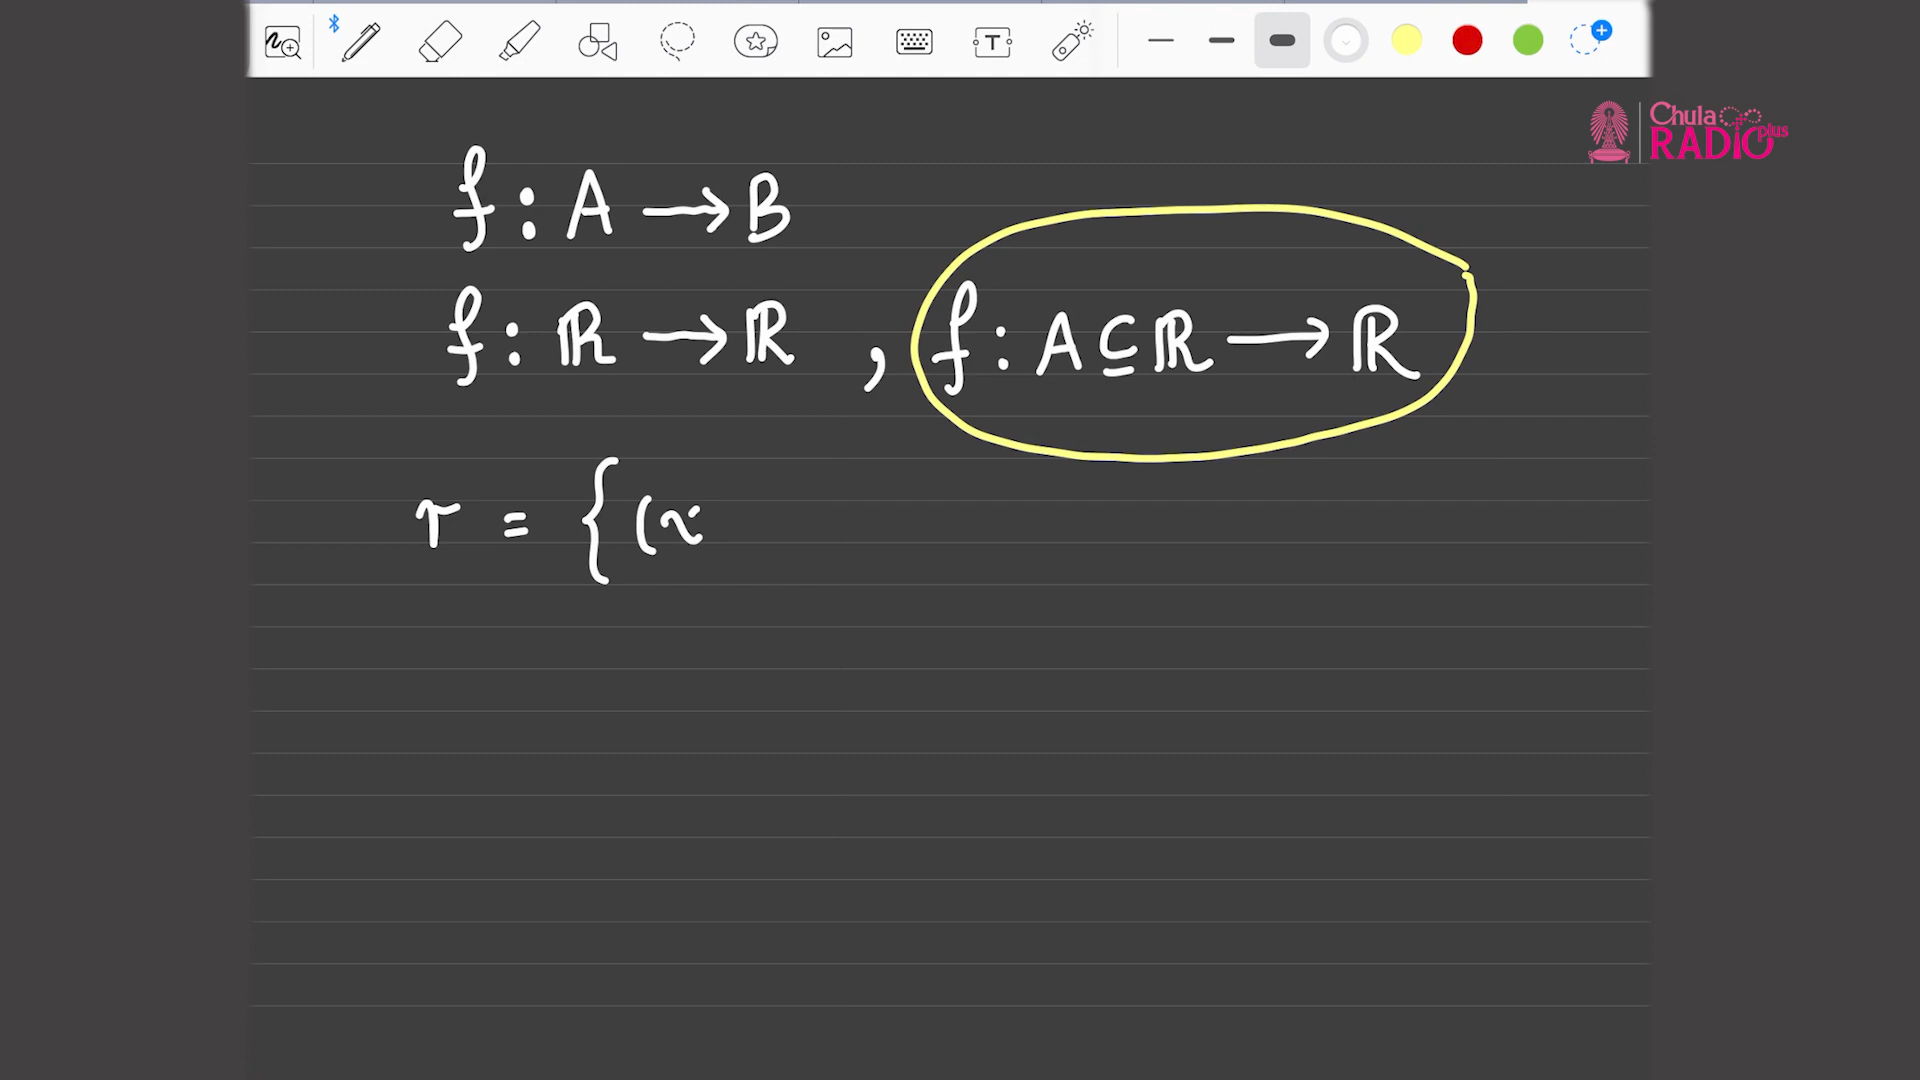 Chula
RADIO plus
f : A → B
f : ℝ → ℝ , f : A ⊆ ℝ → ℝ
r = { (x
T